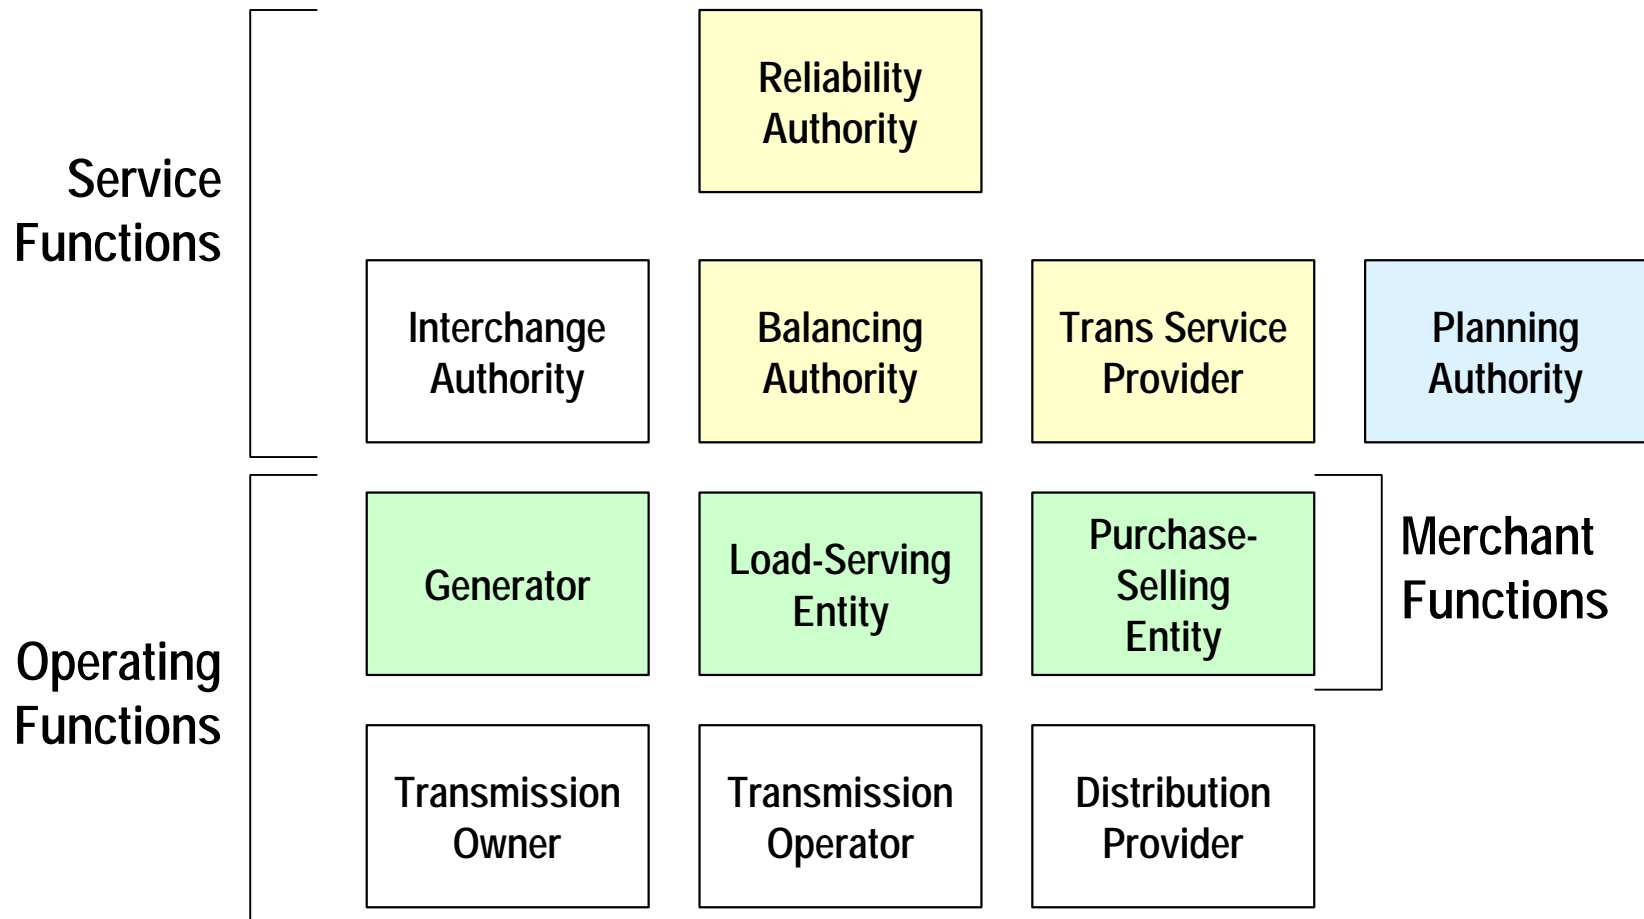 Reliability
Authority
Service
Functions
Interchange
Authority
Balancing
Authority
Trans Service
Provider
Planning
Authority
Generator
Load-Serving
Entity
Purchase-
Selling
Entity
Merchant
Functions
Operating
Functions
Transmission
Owner
Transmission
Operator
Distribution
Provider